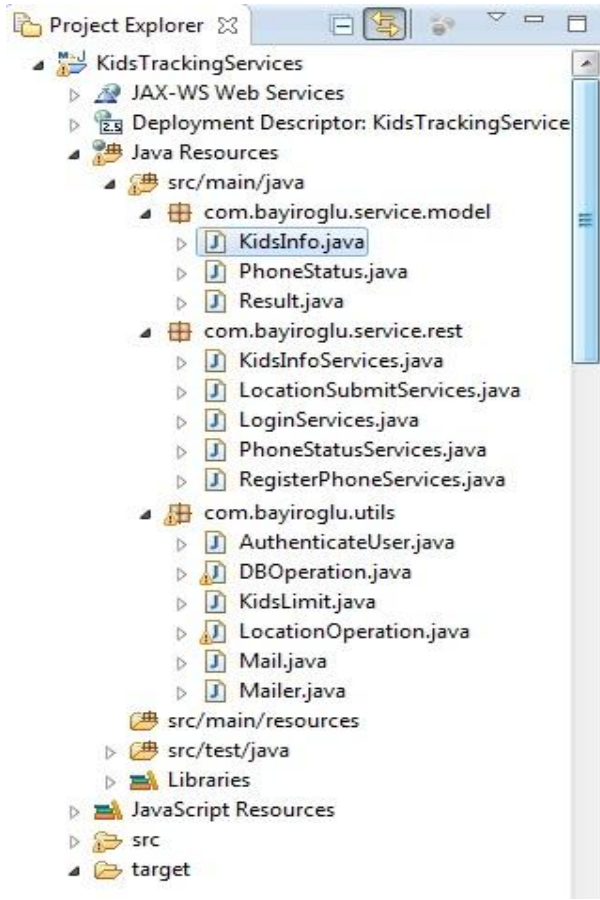 Project Explorer
KidsTrackingServices
JAX-WS Web Services
2.5 Deployment Descriptor: KidsTrackingService
Java Resources
src/main/java
com.bayiroglu.service.model
J KidsInfo.java
J PhoneStatus.java
J Result.java
com.bayiroglu.service.rest
J KidsInfoServices.java
J LocationSubmitServices.java
J LoginServices.java
J PhoneStatusServices.java
J RegisterPhoneServices.java
com.bayiroglu.utils
J AuthenticateUser.java
J DBOperation.java
J KidsLimit.java
J LocationOperation.java
J Mail.java
J Mailer.java
src/main/resources
src/test/java
Libraries
JavaScript Resources
src
target